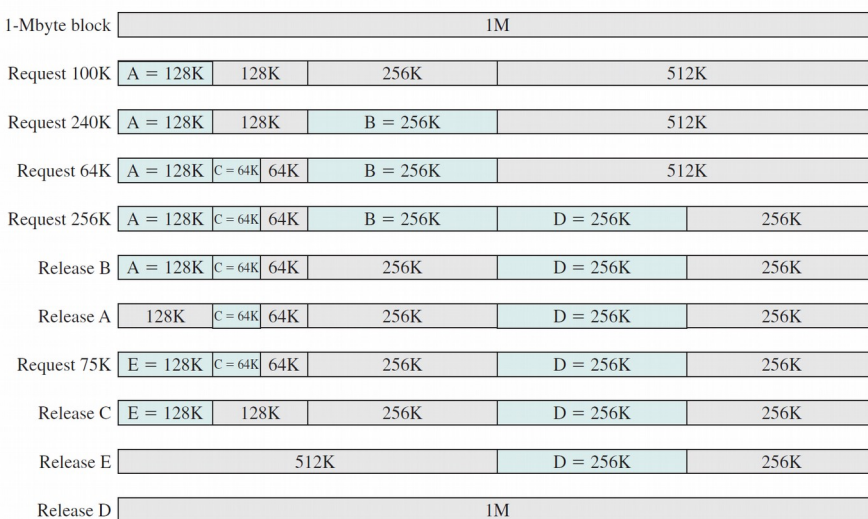 1-Mbyte block 1M
Request 100K A = 128K 128K 256K 512K
Request 240K A = 128K 128K B = 256K 512K
Request 64K A = 128K C = 64K 64K B = 256K 512K
Request 256K A = 128K C = 64K 64K B = 256K D = 256K 256K
Release B A = 128K C = 64K 64K 256K D = 256K 256K
Release A 128K C = 64K 64K 256K D = 256K 256K
Request 75K E = 128K C = 64K 64K 256K D = 256K 256K
Release C E = 128K 128K 256K D = 256K 256K
Release E 512K D = 256K 256K
Release D 1M